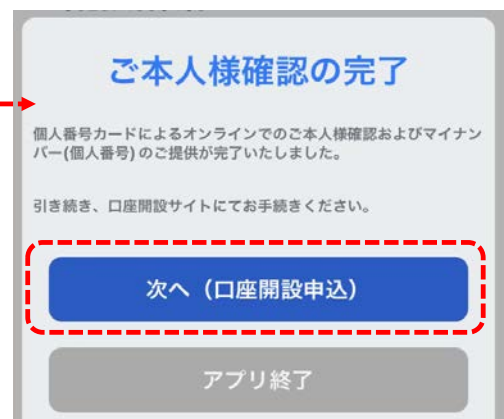 ご本人様確認の完了
個人番号カードによるオンラインでのご本人様確認およびマイナン
バー(個人番号)のご提供が完了いたしました。
引き続き、口座開設サイトにてお手続きください。
次へ（口座開設申込）
アプリ終了